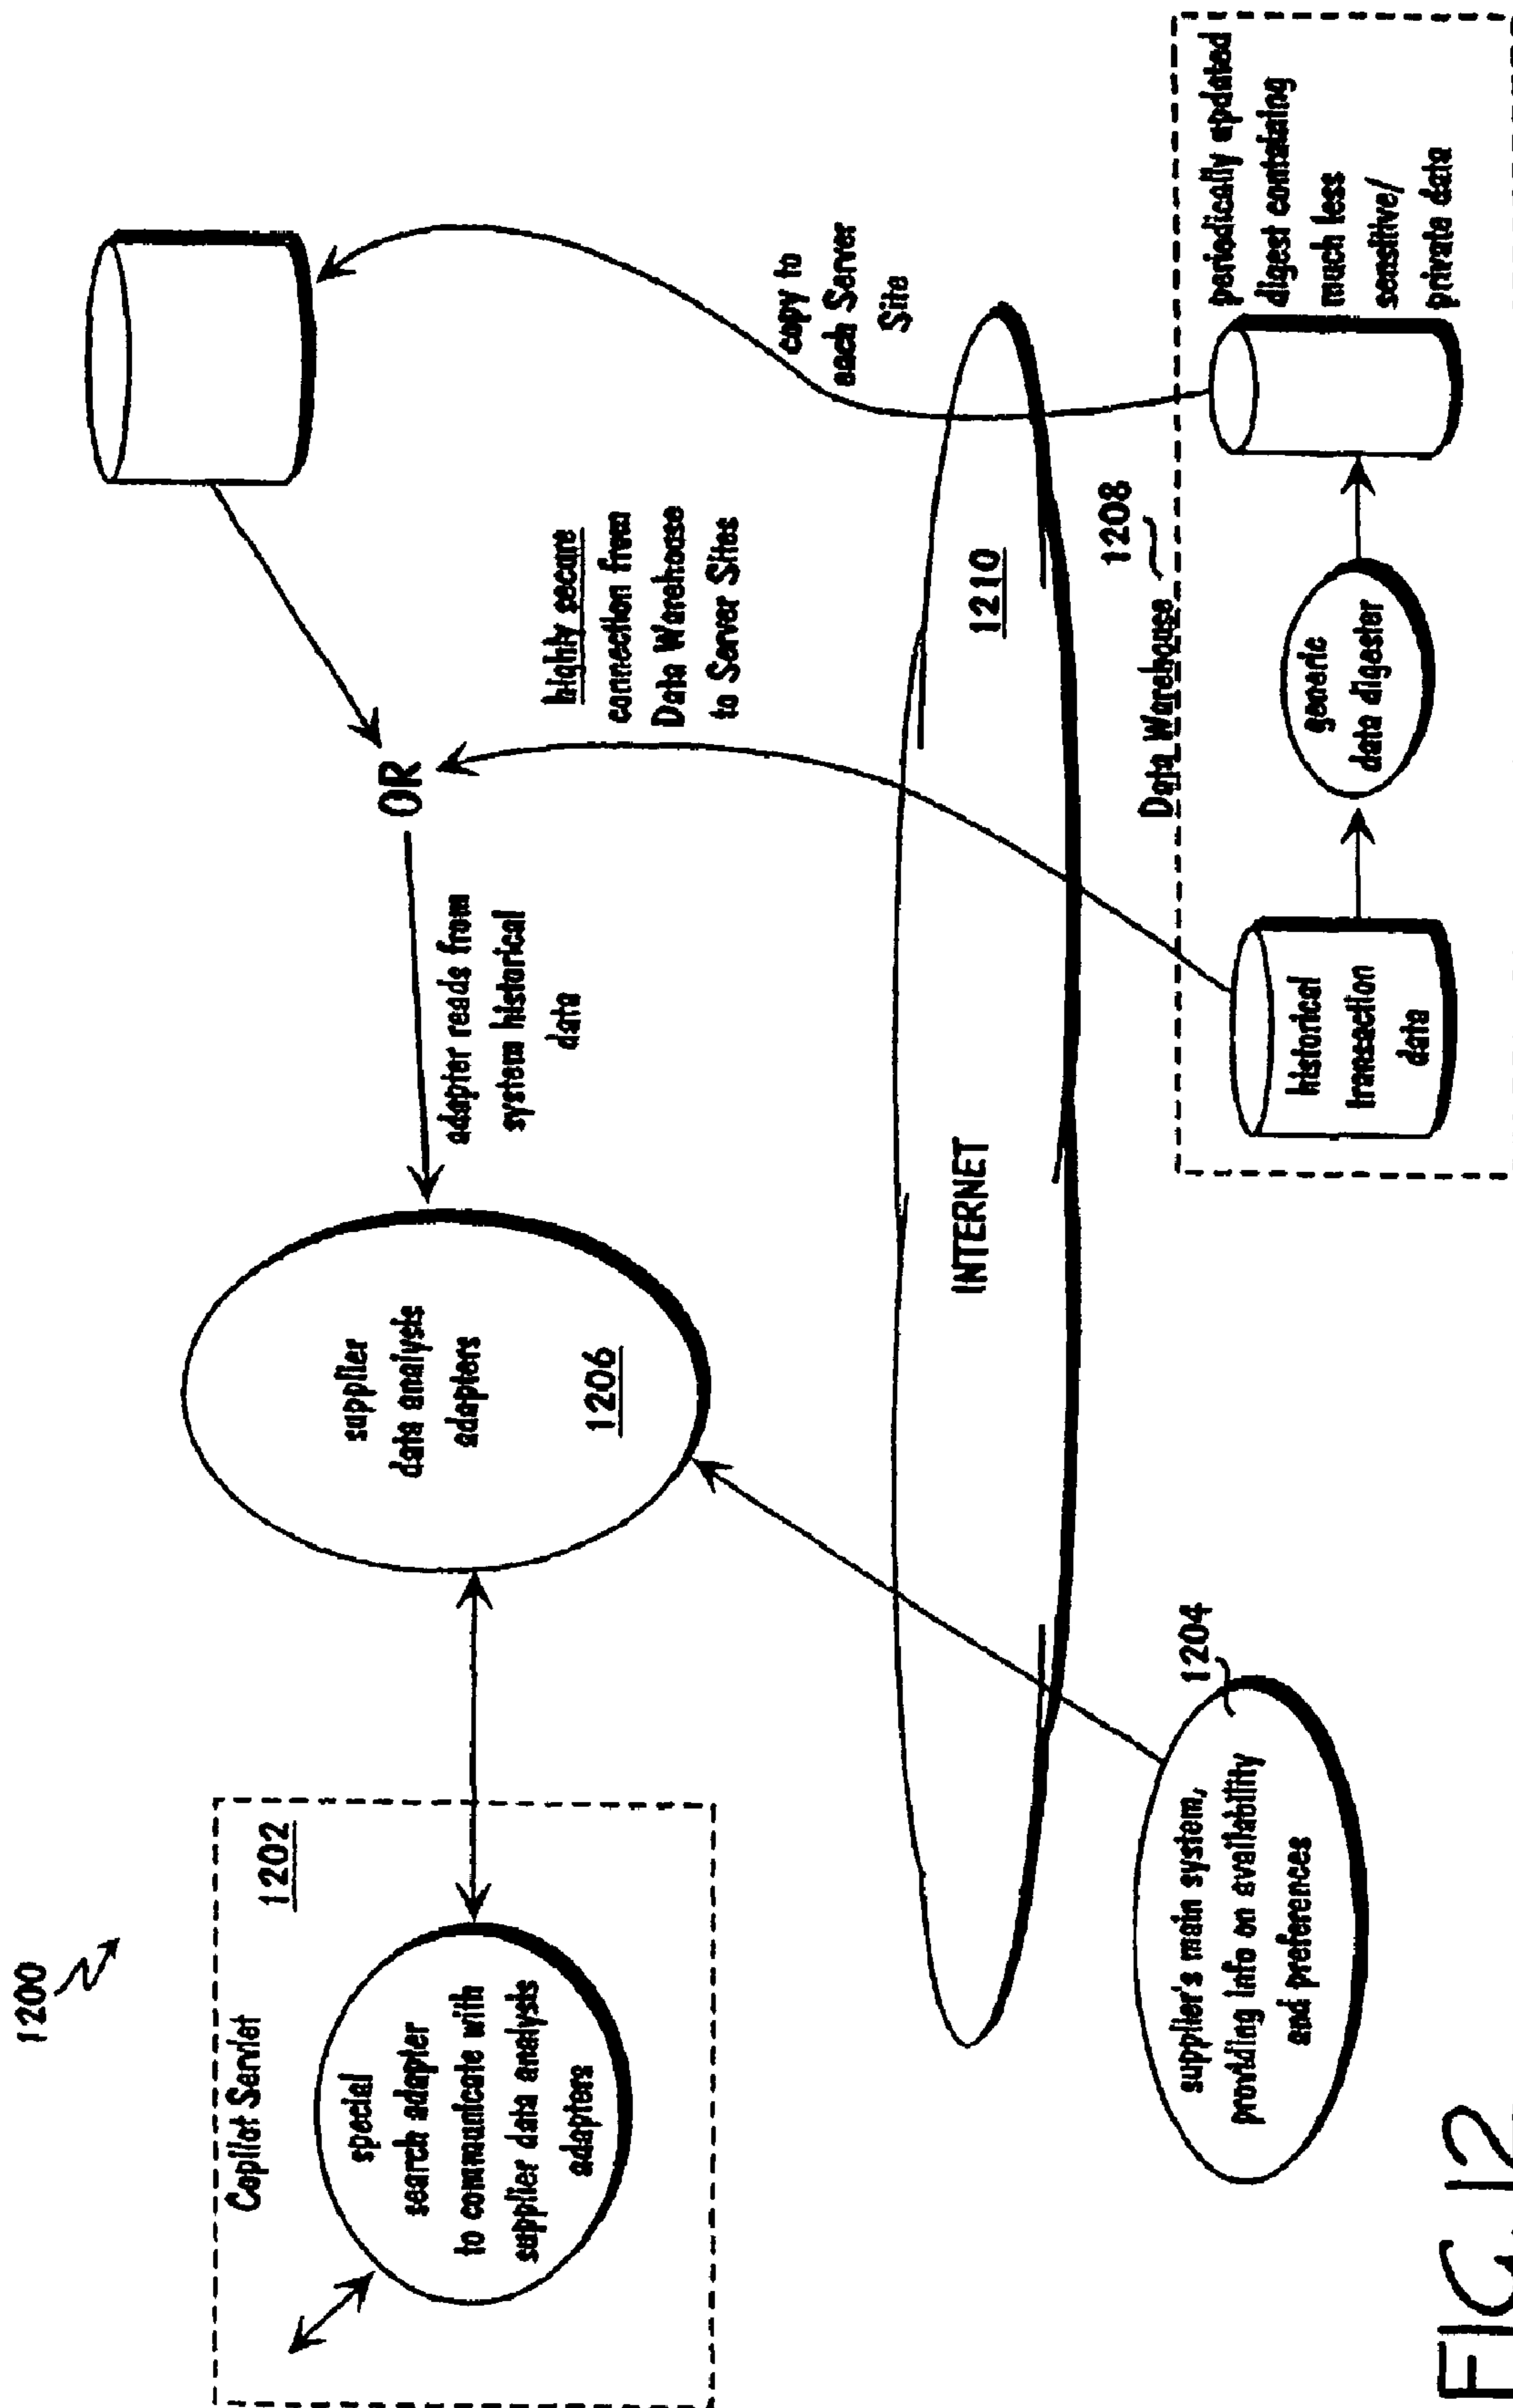 1200
Copilot Servlet
1202
special
search adapter
to communicate with
supplier data analysis
adapters
supplier
data analysis
adapters
1206
adapter reads from
system historical
data
OR
highly secure
connection from
Data Warehouse
to Server Sites
copy to
each Server
Site
INTERNET
1210
1204
supplier's main system,
providing info on availability
and preferences
Data Warehouse
1208
historical
transaction
data
generic
data digester
periodically updated
digest containing
much less
sensitive/
private data
FIG. 12